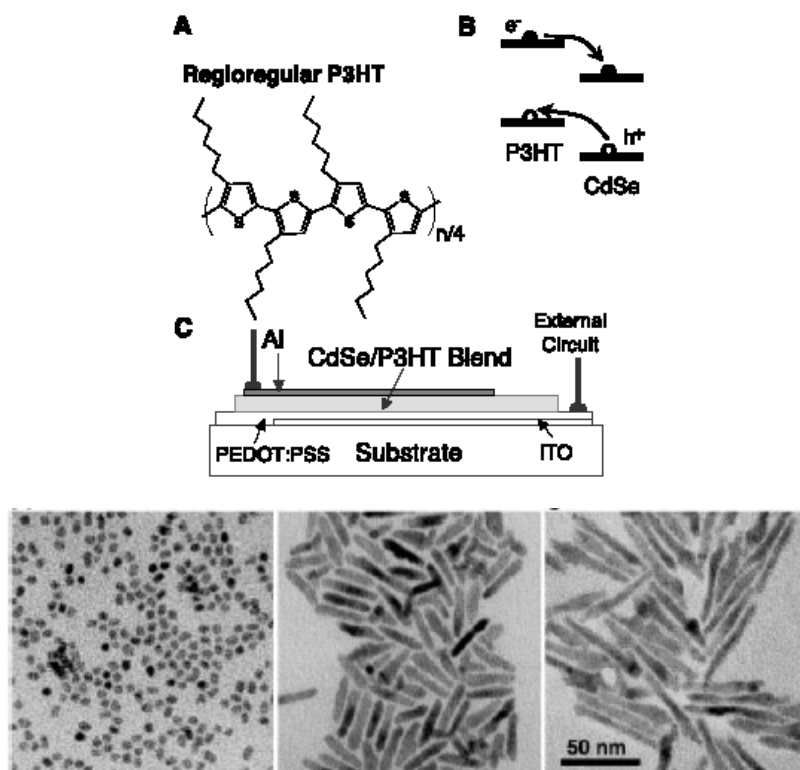 A
Regioregular P3HT
S
S
S
S
n/4
B
e-
h+
P3HT
CdSe
C
Al
CdSe/P3HT Blend
External
Circuit
PEDOT:PSS
Substrate
ITO
50 nm